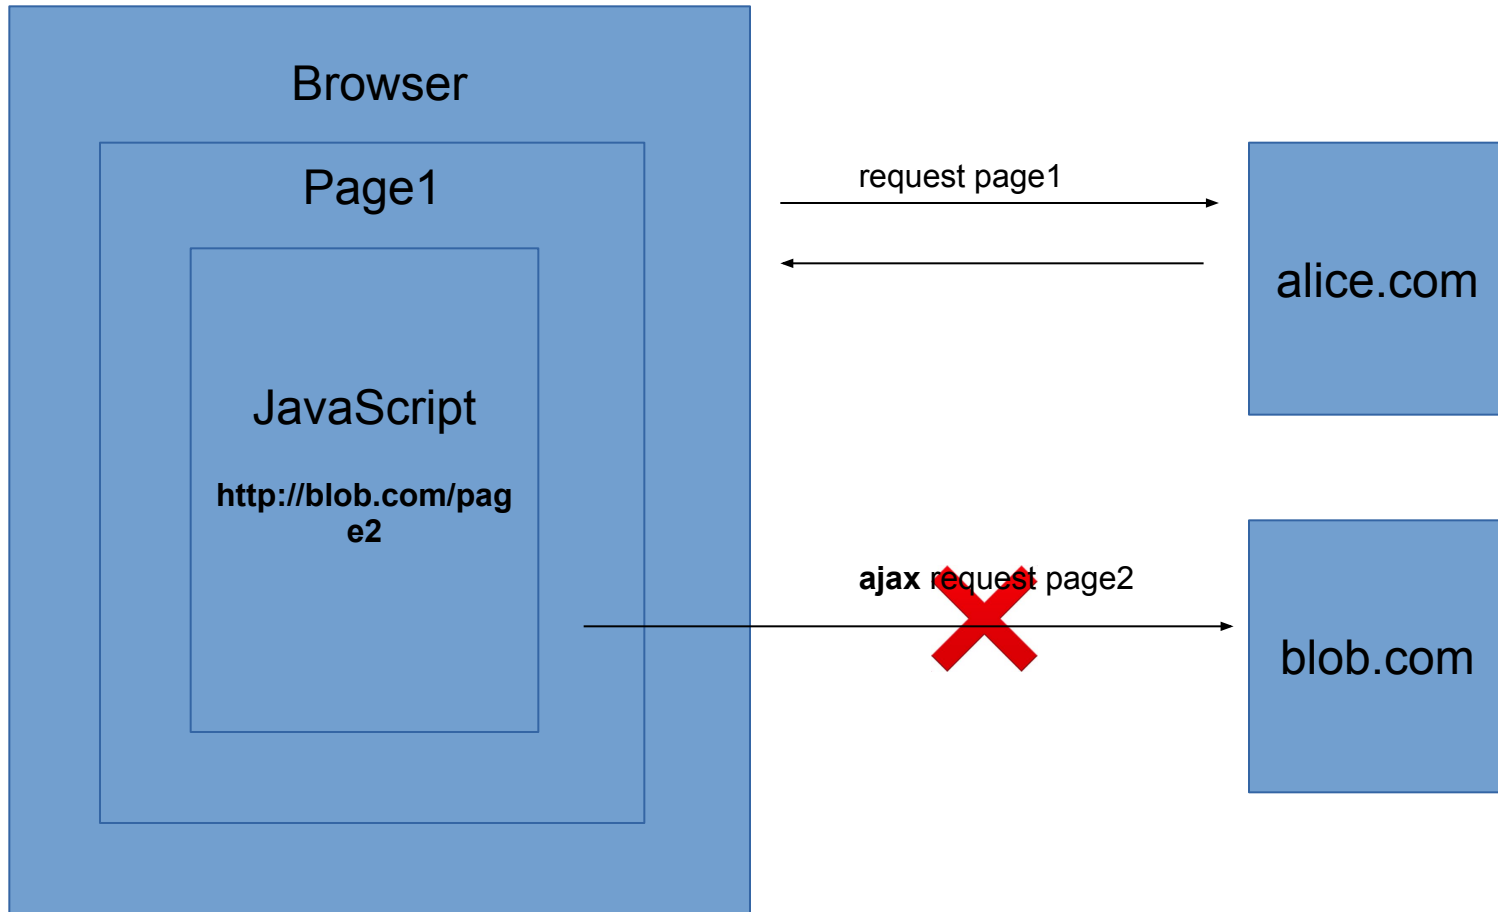 Browser
Page1
request page1
alice.com
JavaScript
http://blob.com/pag
e2
ajax request page2
blob.com